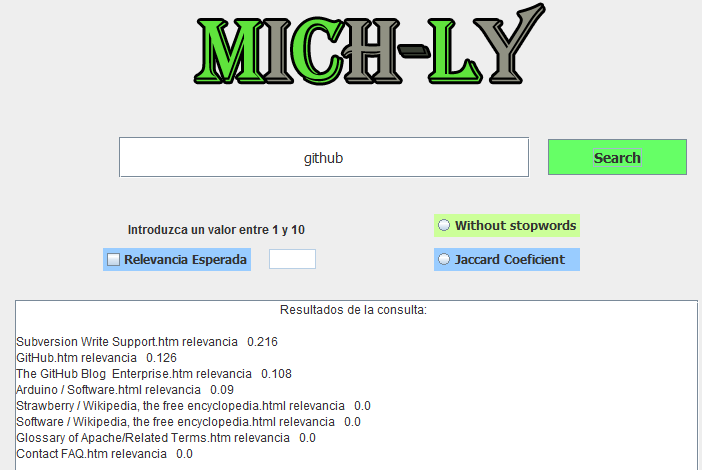 MICH-LY
github
Search
Introduzca un valor entre 1 y 10
Without stopwords
Relevancia Esperada
Jaccard Coeficient
Resultados de la consulta:
Subversion Write Support.htm relevancia 0.216
GitHub.htm relevancia 0.126
The GitHub Blog Enterprise.htm relevancia 0.108
Arduino / Software.html relevancia 0.09
Strawberry / Wikipedia, the free encyclopedia.html relevancia 0.0
Software / Wikipedia, the free encyclopedia.html relevancia 0.0
Glossary of Apache/Related Terms.htm relevancia 0.0
Contact FAQ.htm relevancia 0.0